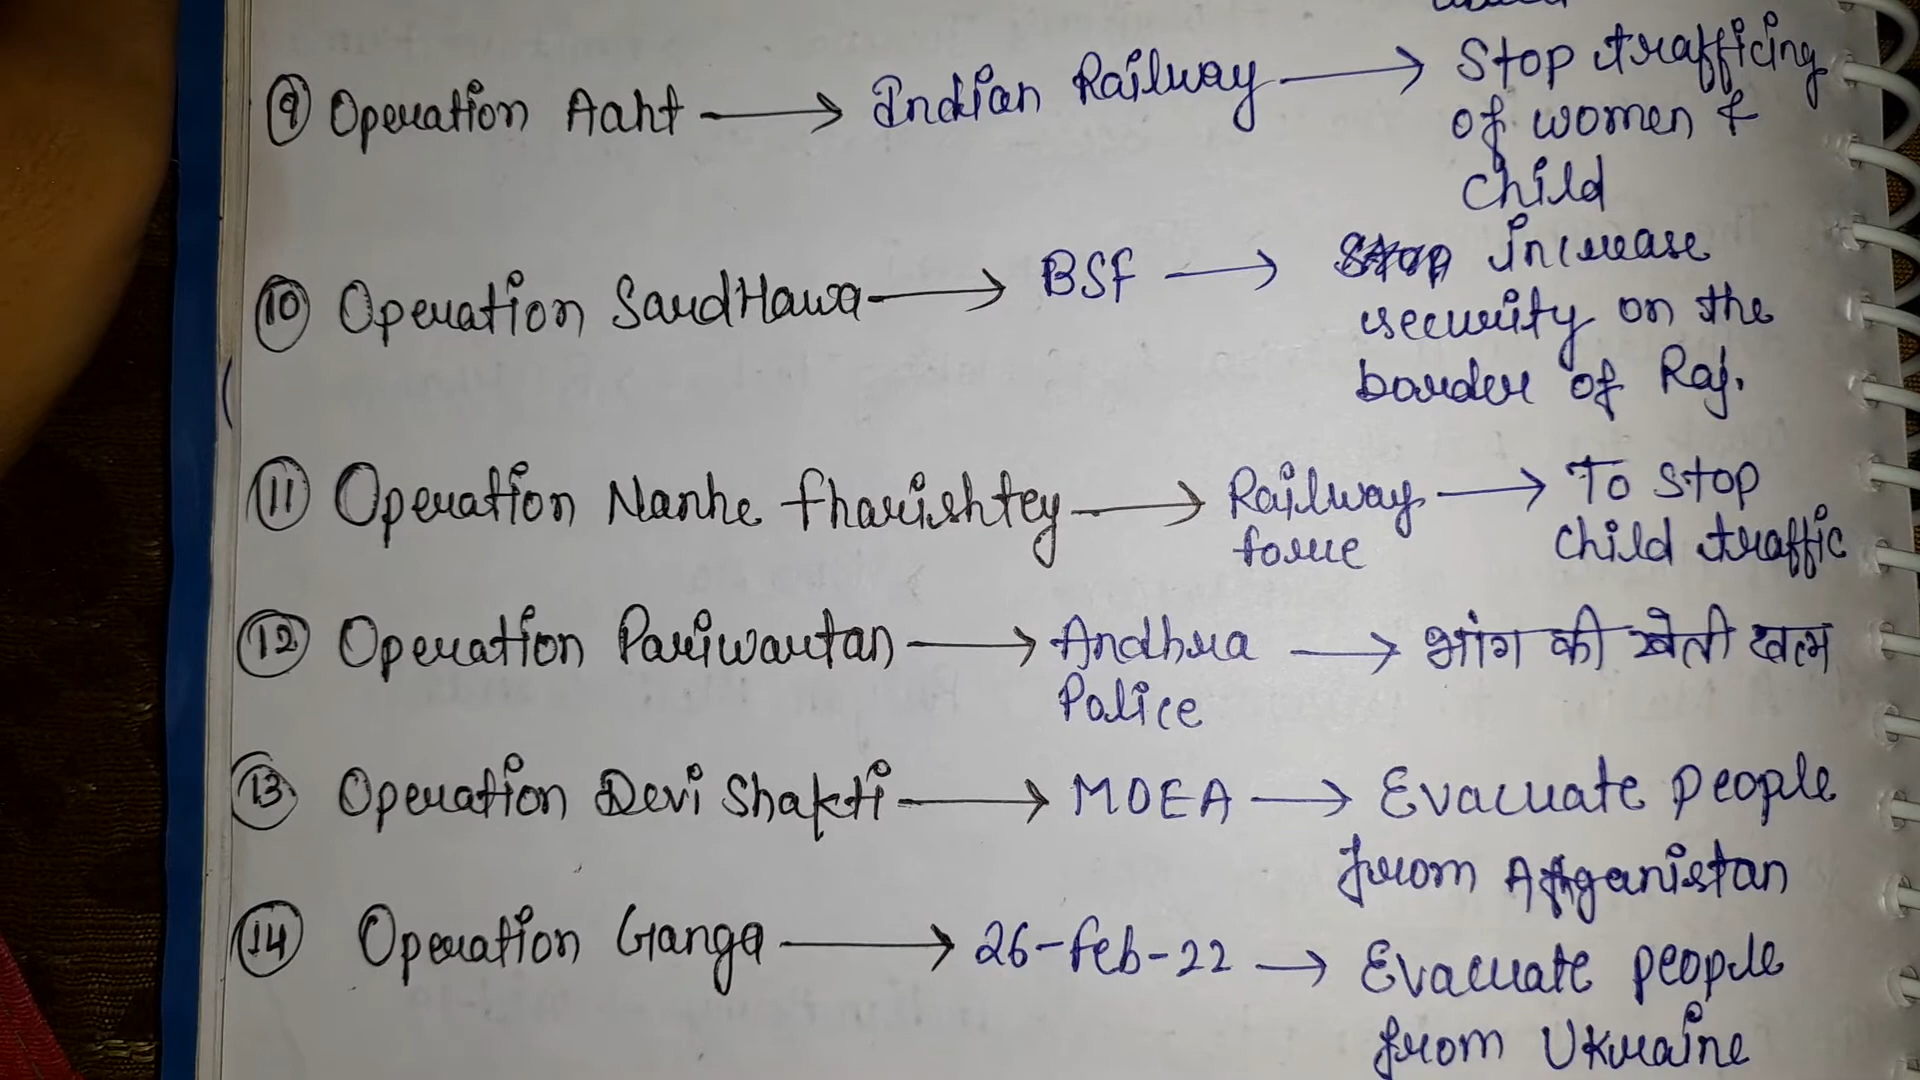 9 Operation Aaht → Indian Railway → Stop trafficing
of women &
child
10 Operation SardHawa → BSF → Increase
security on the
border of Raj.
11 Operation Nanhe Fharishtey → Railway → To stop
force child traffic
12 Operation Pariwartan → Andhra → भांग की खेती खत्म
Police
13 Operation Devi Shakti → MOEA → Evacuate people
from Afganistan
14 Operation Ganga → 26-Feb-22 → Evacuate people
from Ukraine